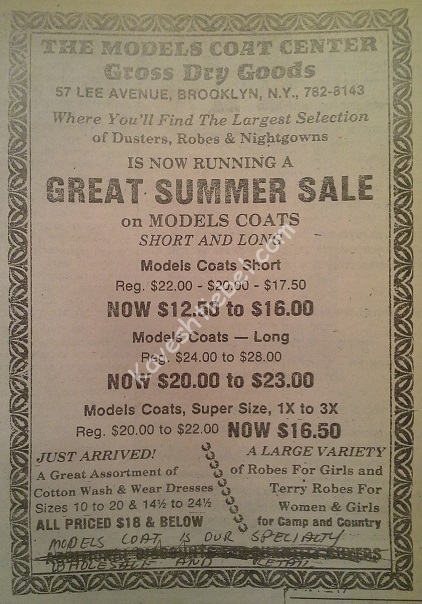 THE MODELS COAT CENTER
Gross Dry Goods
57 LEE AVENUE, BROOKLYN, N.Y., 782-8143
Where You'll Find The Largest Selection
of Dusters, Robes & Nightgowns
IS NOW RUNNING A
GREAT SUMMER SALE
on MODELS COATS
SHORT AND LONG
Models Coats Short
Reg. $22.00 - $20.00 - $17.50
NOW $12.50 to $16.00
Models Coats — Long
Reg. $24.00 to $28.00
NOW $20.00 to $23.00
Models Coats, Super Size, 1X to 3X
Reg. $20.00 to $22.00 NOW $16.50
JUST ARRIVED!
A Great Assortment of
Cotton Wash & Wear Dresses
Sizes 10 to 20 & 14½ to 24½
ALL PRICED $18 & BELOW
A LARGE VARIETY
of Robes For Girls and
Terry Robes For
Women & Girls
for Camp and Country
MODELS COAT IS OUR SPECIALTY
ADDITIONAL DISCOUNTS FOR QUANTITY BUYERS
WHOLESALE AND RETAIL